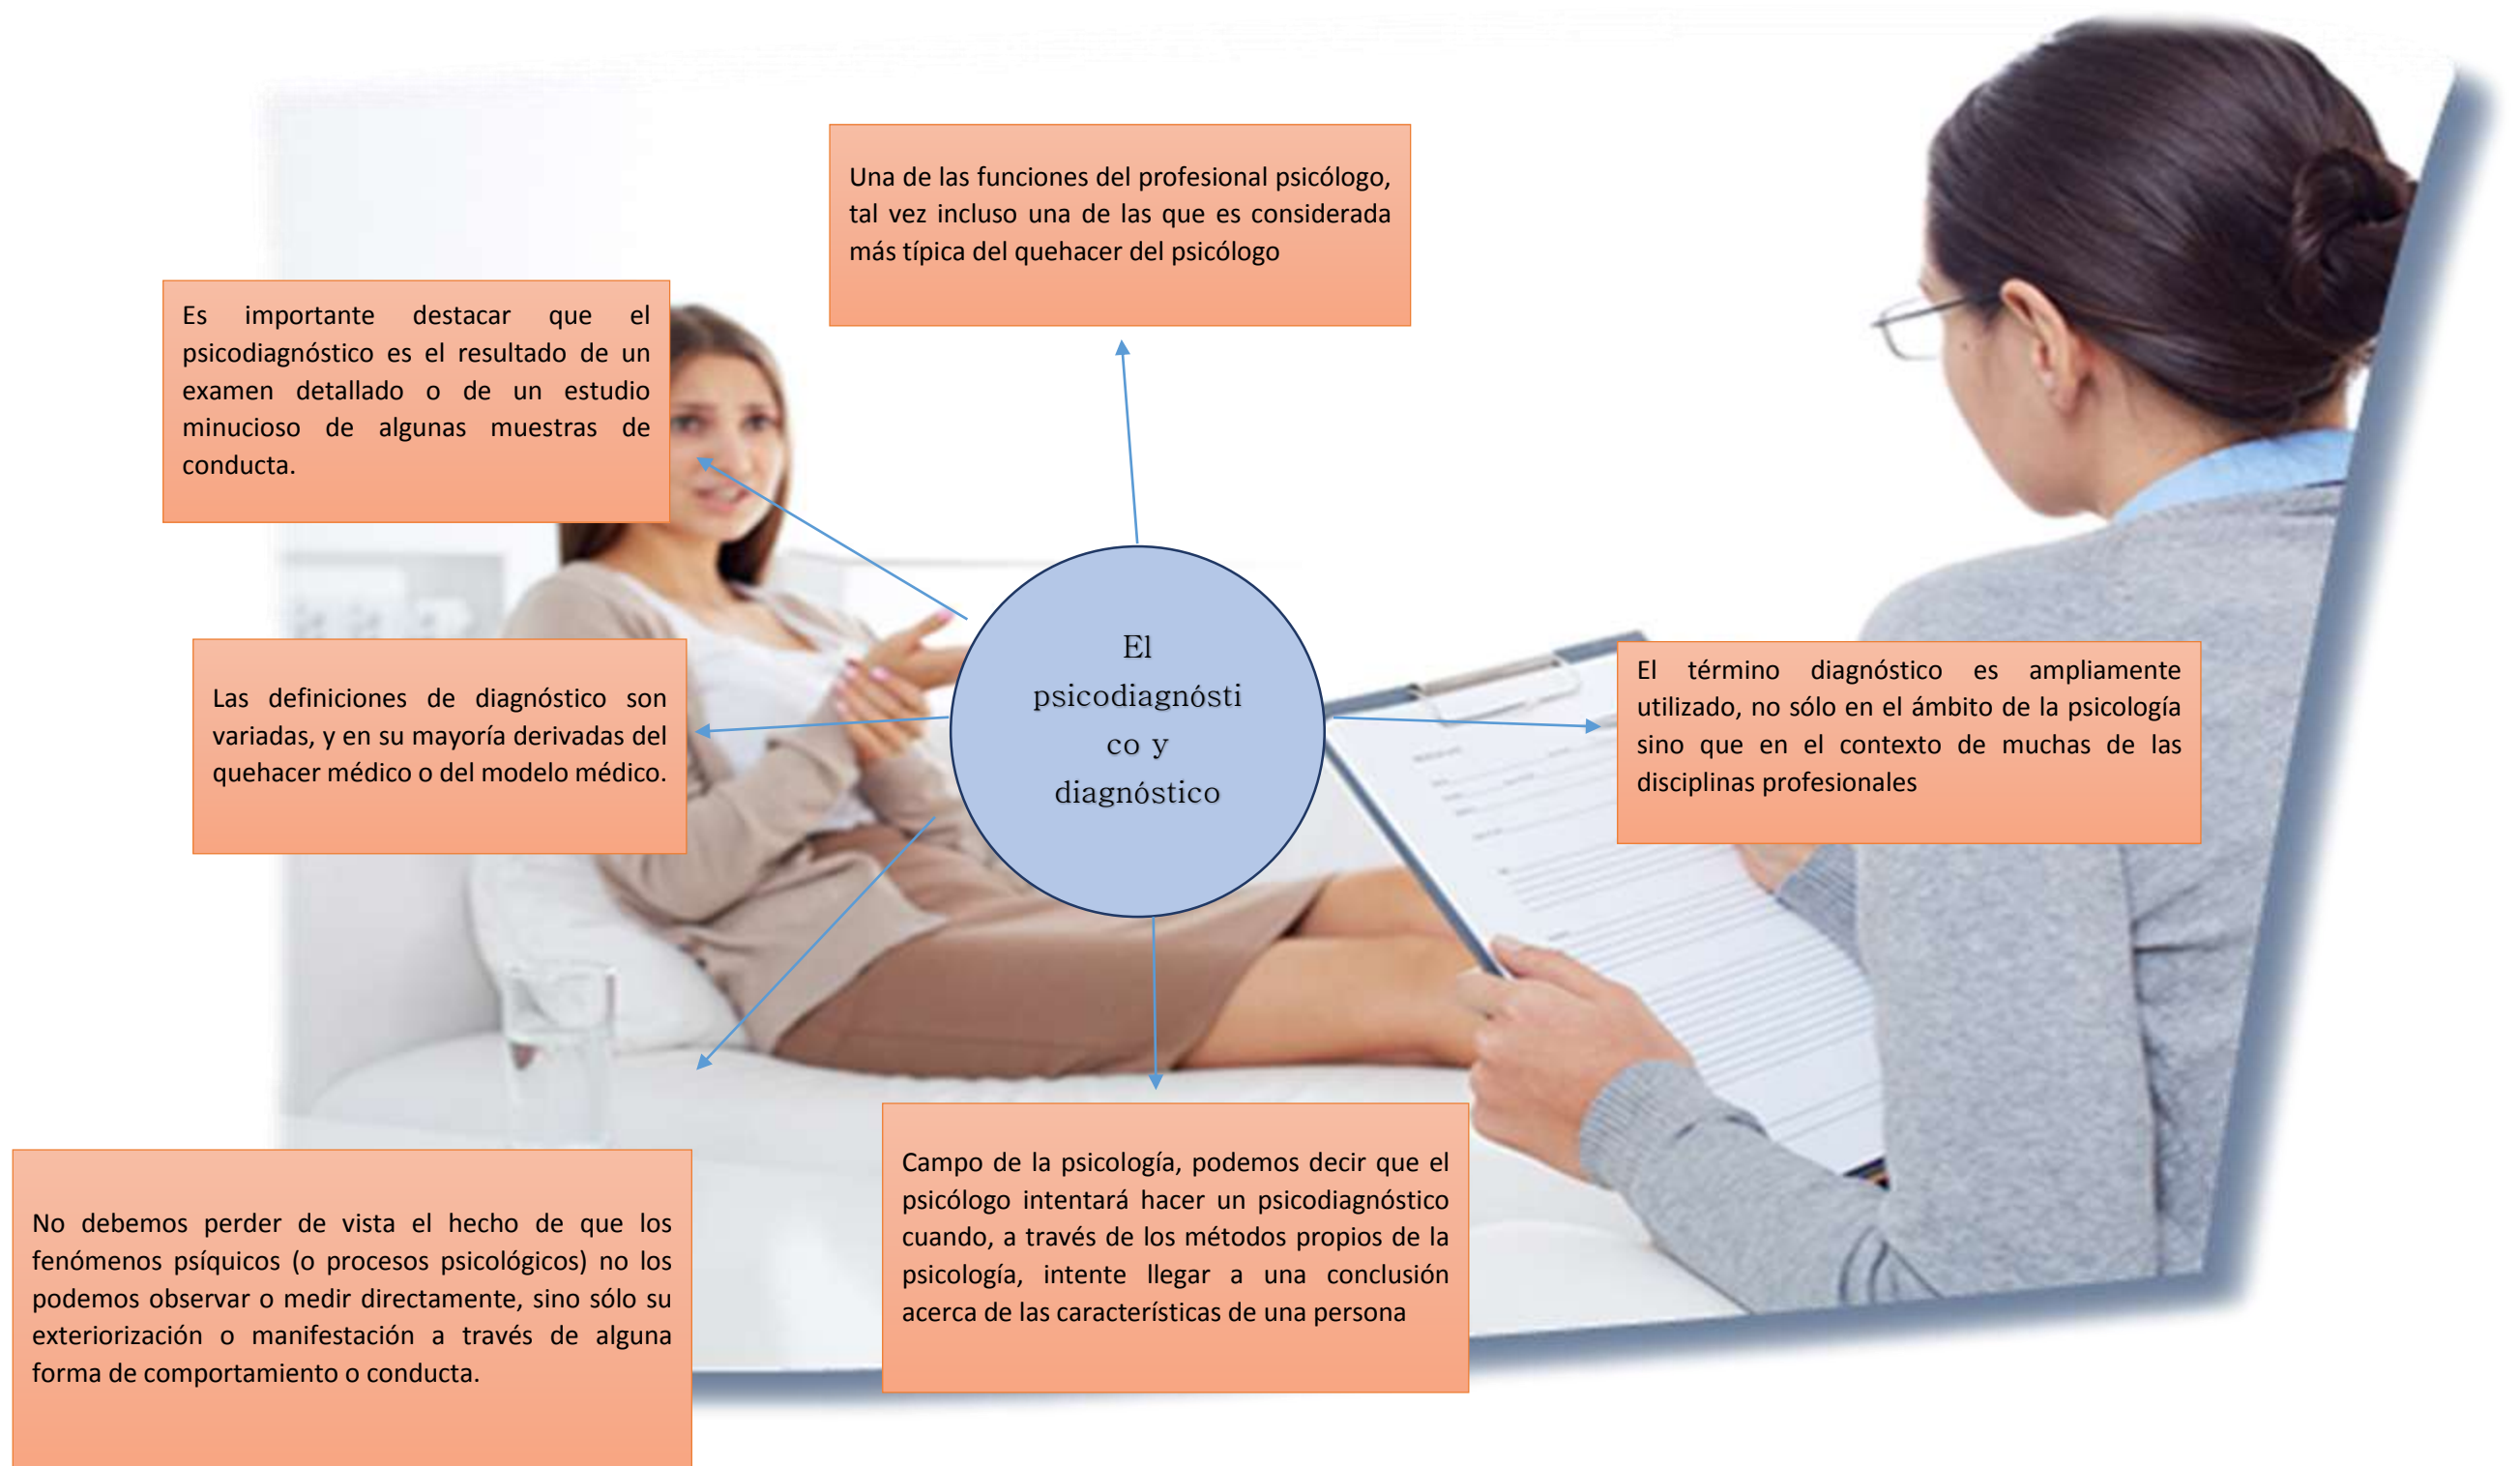 Una de las funciones del profesional psicólogo,
tal vez incluso una de las que es considerada
más típica del quehacer del psicólogo
Es importante destacar que el
psicodiagnóstico es el resultado de un
examen detallado o de un estudio
minucioso de algunas muestras de
conducta.
El
psicodiagnósti
co y
diagnóstico
Las definiciones de diagnóstico son
variadas, y en su mayoría derivadas del
quehacer médico o del modelo médico.
El término diagnóstico es ampliamente
utilizado, no sólo en el ámbito de la psicología
sino que en el contexto de muchas de las
disciplinas profesionales
No debemos perder de vista el hecho de que los
fenómenos psíquicos (o procesos psicológicos) no los
podemos observar o medir directamente, sino sólo su
exteriorización o manifestación a través de alguna
forma de comportamiento o conducta.
Campo de la psicología, podemos decir que el
psicólogo intentará hacer un psicodiagnóstico
cuando, a través de los métodos propios de la
psicología, intente llegar a una conclusión
acerca de las características de una persona